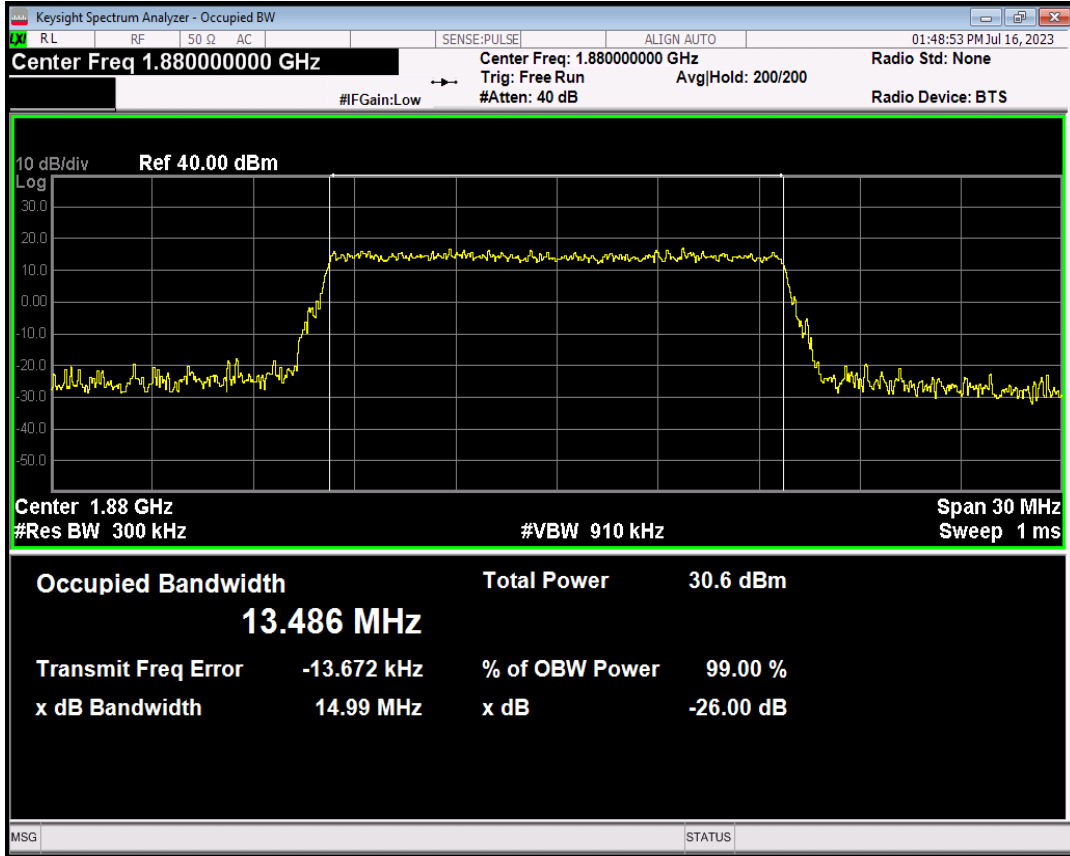 Keysight Spectrum Analyzer - Occupied BW
LXI RL RF 50 Ω AC SENSE:PULSE ALIGN AUTO 01:48:53 PM Jul 16, 2023
Center Freq 1.880000000 GHz Center Freq: 1.880000000 GHz Radio Std: None
Trig: Free Run Avg|Hold: 200/200
#IFGain:Low #Atten: 40 dB Radio Device: BTS
10 dB/div Ref 40.00 dBm
Log
30.0
20.0
10.0
0.00
-10.0
-20.0
-30.0
-40.0
-50.0
Center 1.88 GHz Span 30 MHz
#Res BW 300 kHz #VBW 910 kHz Sweep 1 ms
Occupied Bandwidth Total Power 30.6 dBm
13.486 MHz
Transmit Freq Error -13.672 kHz % of OBW Power 99.00 %
x dB Bandwidth 14.99 MHz x dB -26.00 dB
MSG STATUS